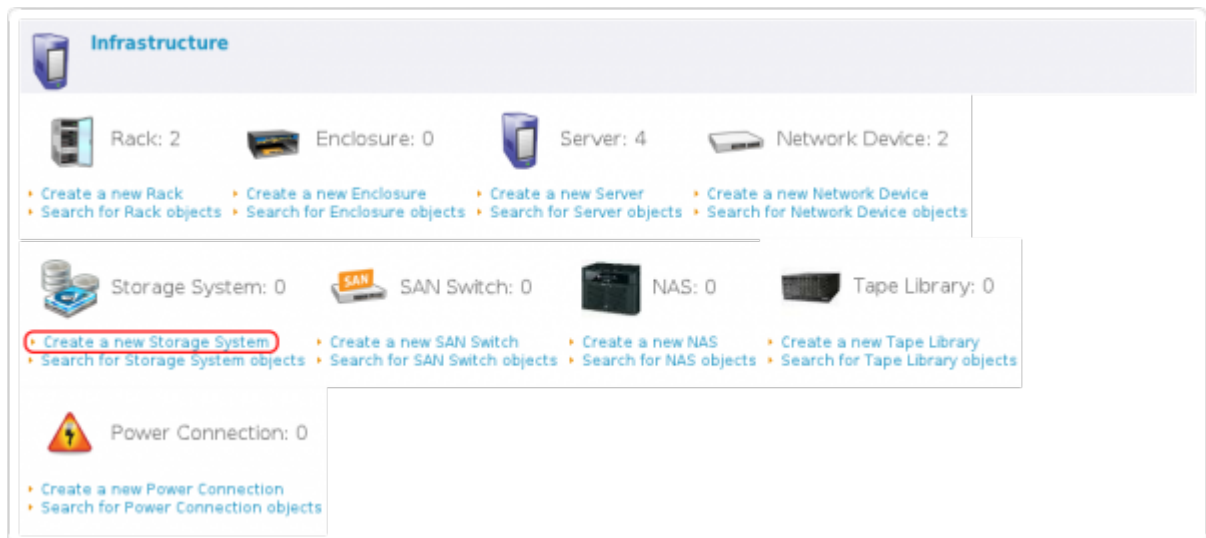 Infrastructure
Rack: 2 Enclosure: 0 Server: 4 Network Device: 2
Create a new Rack Create a new Enclosure Create a new Server Create a new Network Device
Search for Rack objects Search for Enclosure objects Search for Server objects Search for Network Device objects
Storage System: 0 SAN SAN Switch: 0 NAS: 0 Tape Library: 0
Create a new Storage System Create a new SAN Switch Create a new NAS Create a new Tape Library
Search for Storage System objects Search for SAN Switch objects Search for NAS objects Search for Tape Library objects
Power Connection: 0
Create a new Power Connection
Search for Power Connection objects